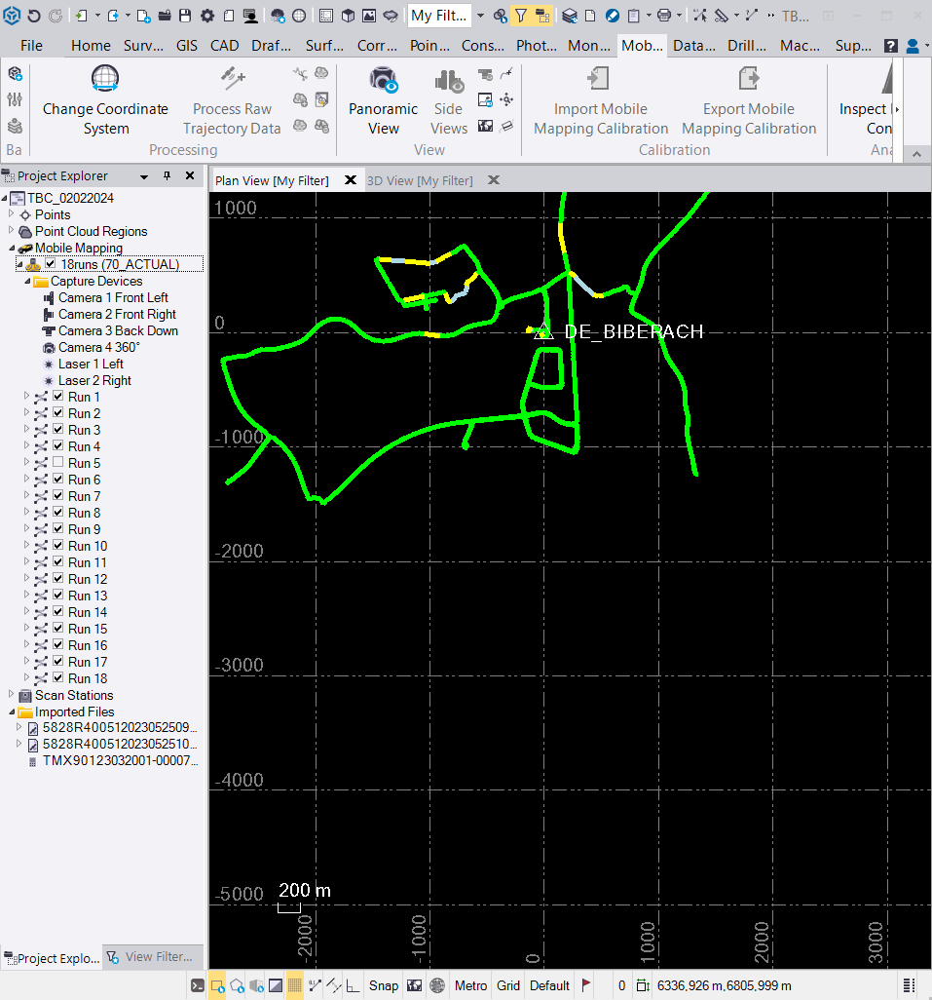 My Filt...
TB...
File Home Surv... GIS CAD Draf... Surf... Corr... Poin... Cons... Phot... Mon... Mob... Data... Drill... Mac... Sup...
Change Coordinate
System
Process Raw
Trajectory Data
Panoramic
View
Side
Views
Import Mobile
Mapping Calibration
Export Mobile
Mapping Calibration
Inspect
Con
Ba Processing View Calibration Ana
Project Explorer
Plan View [My Filter]
3D View [My Filter]
TBC_02022024
Points
Point Cloud Regions
Mobile Mapping
18runs (70_ACTUAL)
Capture Devices
Camera 1 Front Left
Camera 2 Front Right
Camera 3 Back Down
Camera 4 360°
Laser 1 Left
Laser 2 Right
Run 1
Run 2
Run 3
Run 4
Run 5
Run 6
Run 7
Run 8
Run 9
Run 10
Run 11
Run 12
Run 13
Run 14
Run 15
Run 16
Run 17
Run 18
Scan Stations
Imported Files
5828R400512023052509...
5828R400512023052510...
TMX90123032001-00007...
1000
0
DE_BIBERACH
-1000
-2000
-3000
-4000
-5000
200 m
-2000
-1000
0
1000
2000
3000
Project Explo...
View Filter...
Snap Metro Grid Default 0 6336,926 m,6805,999 m